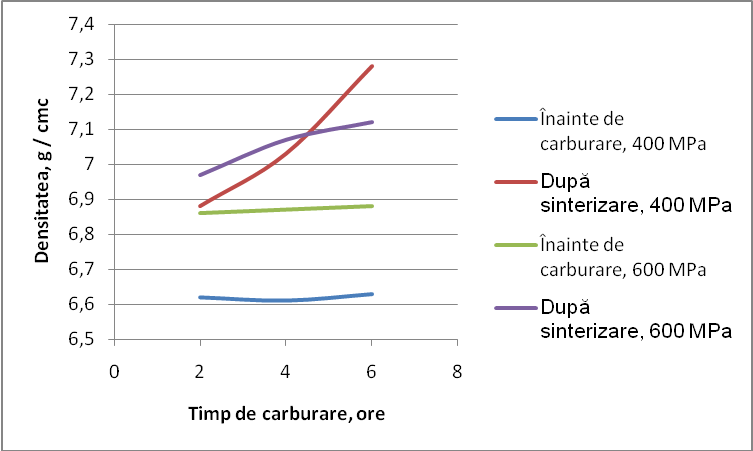 7,4
7,3
7,2
7,1
7
6,9
6,8
6,7
6,6
6,5
Densitatea, g / cmc
0 2 4 6 8
Timp de carburare, ore
Înainte de
carburare, 400 MPa
După
sinterizare, 400 MPa
Înainte de
carburare, 600 MPa
După
sinterizare, 600 MPa